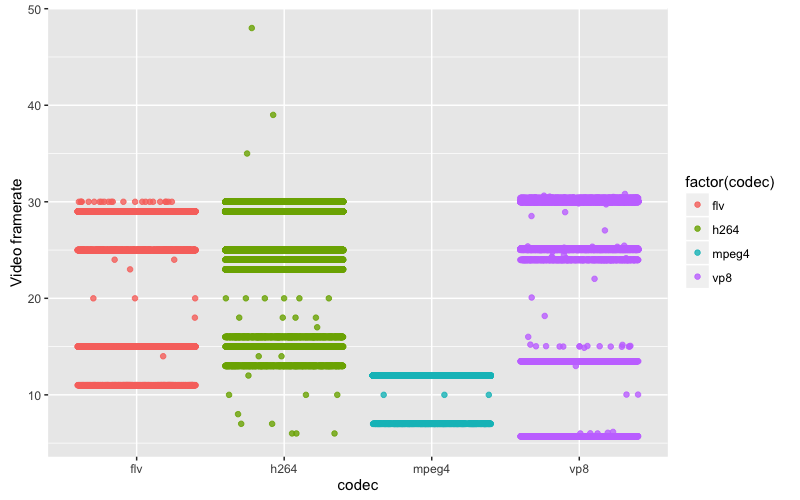 50
40
30
20
10
Video framerate
flv
h264
mpeg4
vp8
codec
factor(codec)
flv
h264
mpeg4
vp8